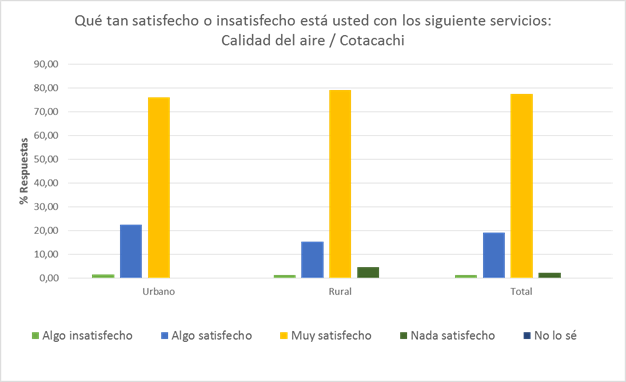 Qué tan satisfecho o insatisfecho está usted con los siguiente servicios:
Calidad del aire / Cotacachi
90,00
80,00
70,00
60,00
50,00
40,00
30,00
20,00
10,00
0,00
% Respuestas
Urbano Rural Total
Algo insatisfecho Algo satisfecho Muy satisfecho Nada satisfecho No lo sé